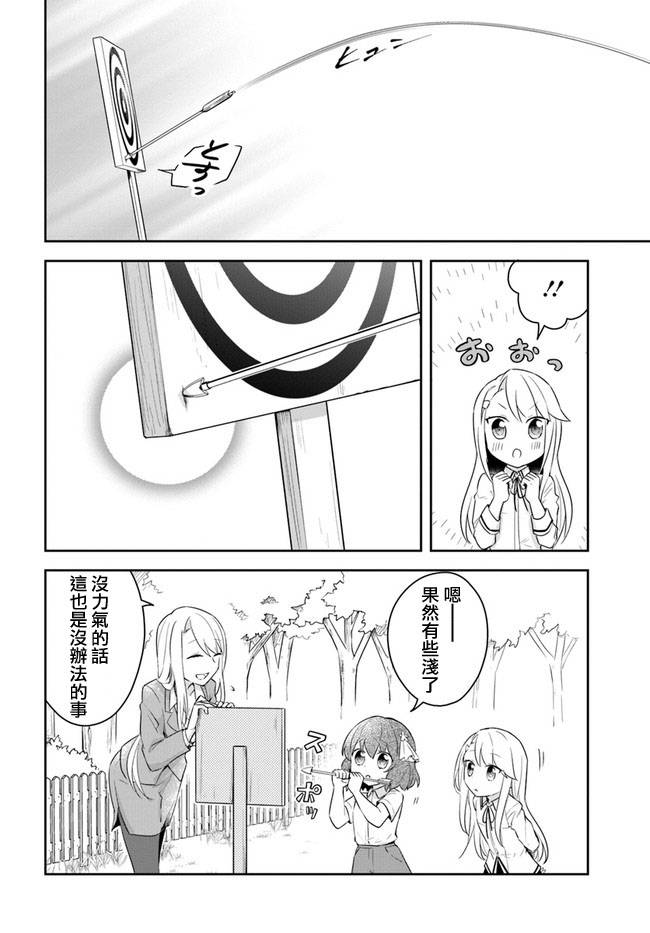 ヒュン
とすっ
!!
おおっ
嗯——
果然有些淺了
スポッ
沒力氣的話
這也是沒辦法的事